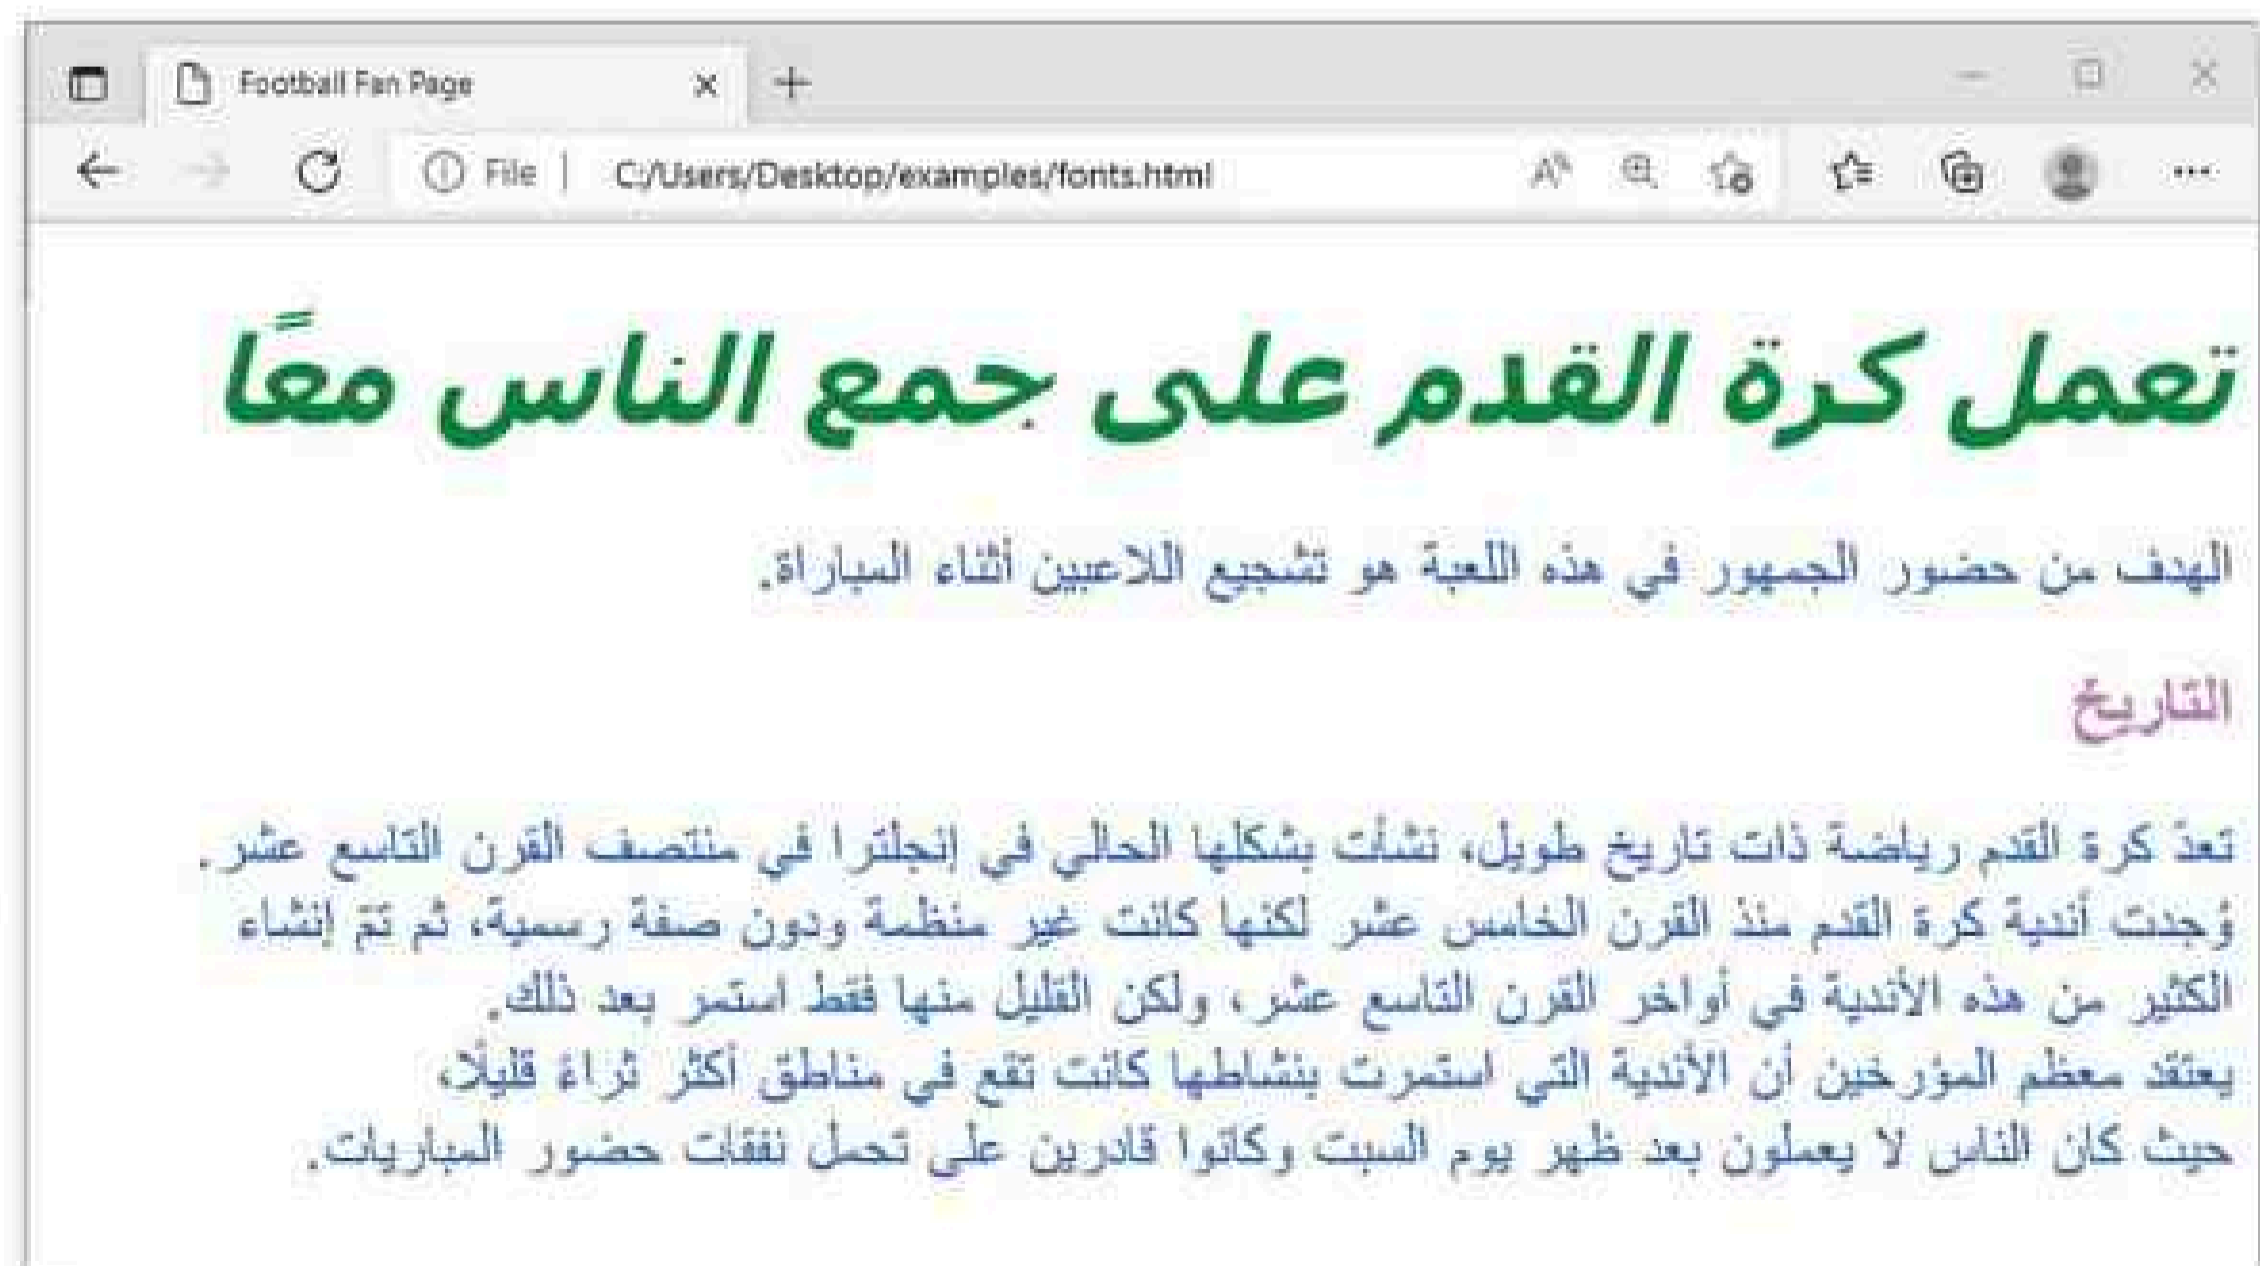 Football Fan Page
File | C:/Users/Desktop/examples/fonts.html
تعمل كرة القدم على جمع الناس معًا
الهدف من حضور الجمهور في هذه اللعبة هو تشجيع اللاعبين أثناء المباراة.
التاريخ
تعدّ كرة القدم رياضة ذات تاريخ طويل، نشأت بشكلها الحالي في إنجلترا في منتصف القرن التاسع عشر.
وُجدت أندية كرة القدم منذ القرن الخامس عشر لكنها كانت غير منظمة ودون صفة رسمية، ثم تمّ إنشاء
الكثير من هذه الأندية في أواخر القرن التاسع عشر، ولكن القليل منها فقط استمر بعد ذلك.
يعتقد معظم المؤرخين أن الأندية التي استمرت بنشاطها كانت تقع في مناطق أكثر ثراءً قليلًا،
حيث كان الناس لا يعملون بعد ظهر يوم السبت وكانوا قادرين على تحمل نفقات حضور المباريات.